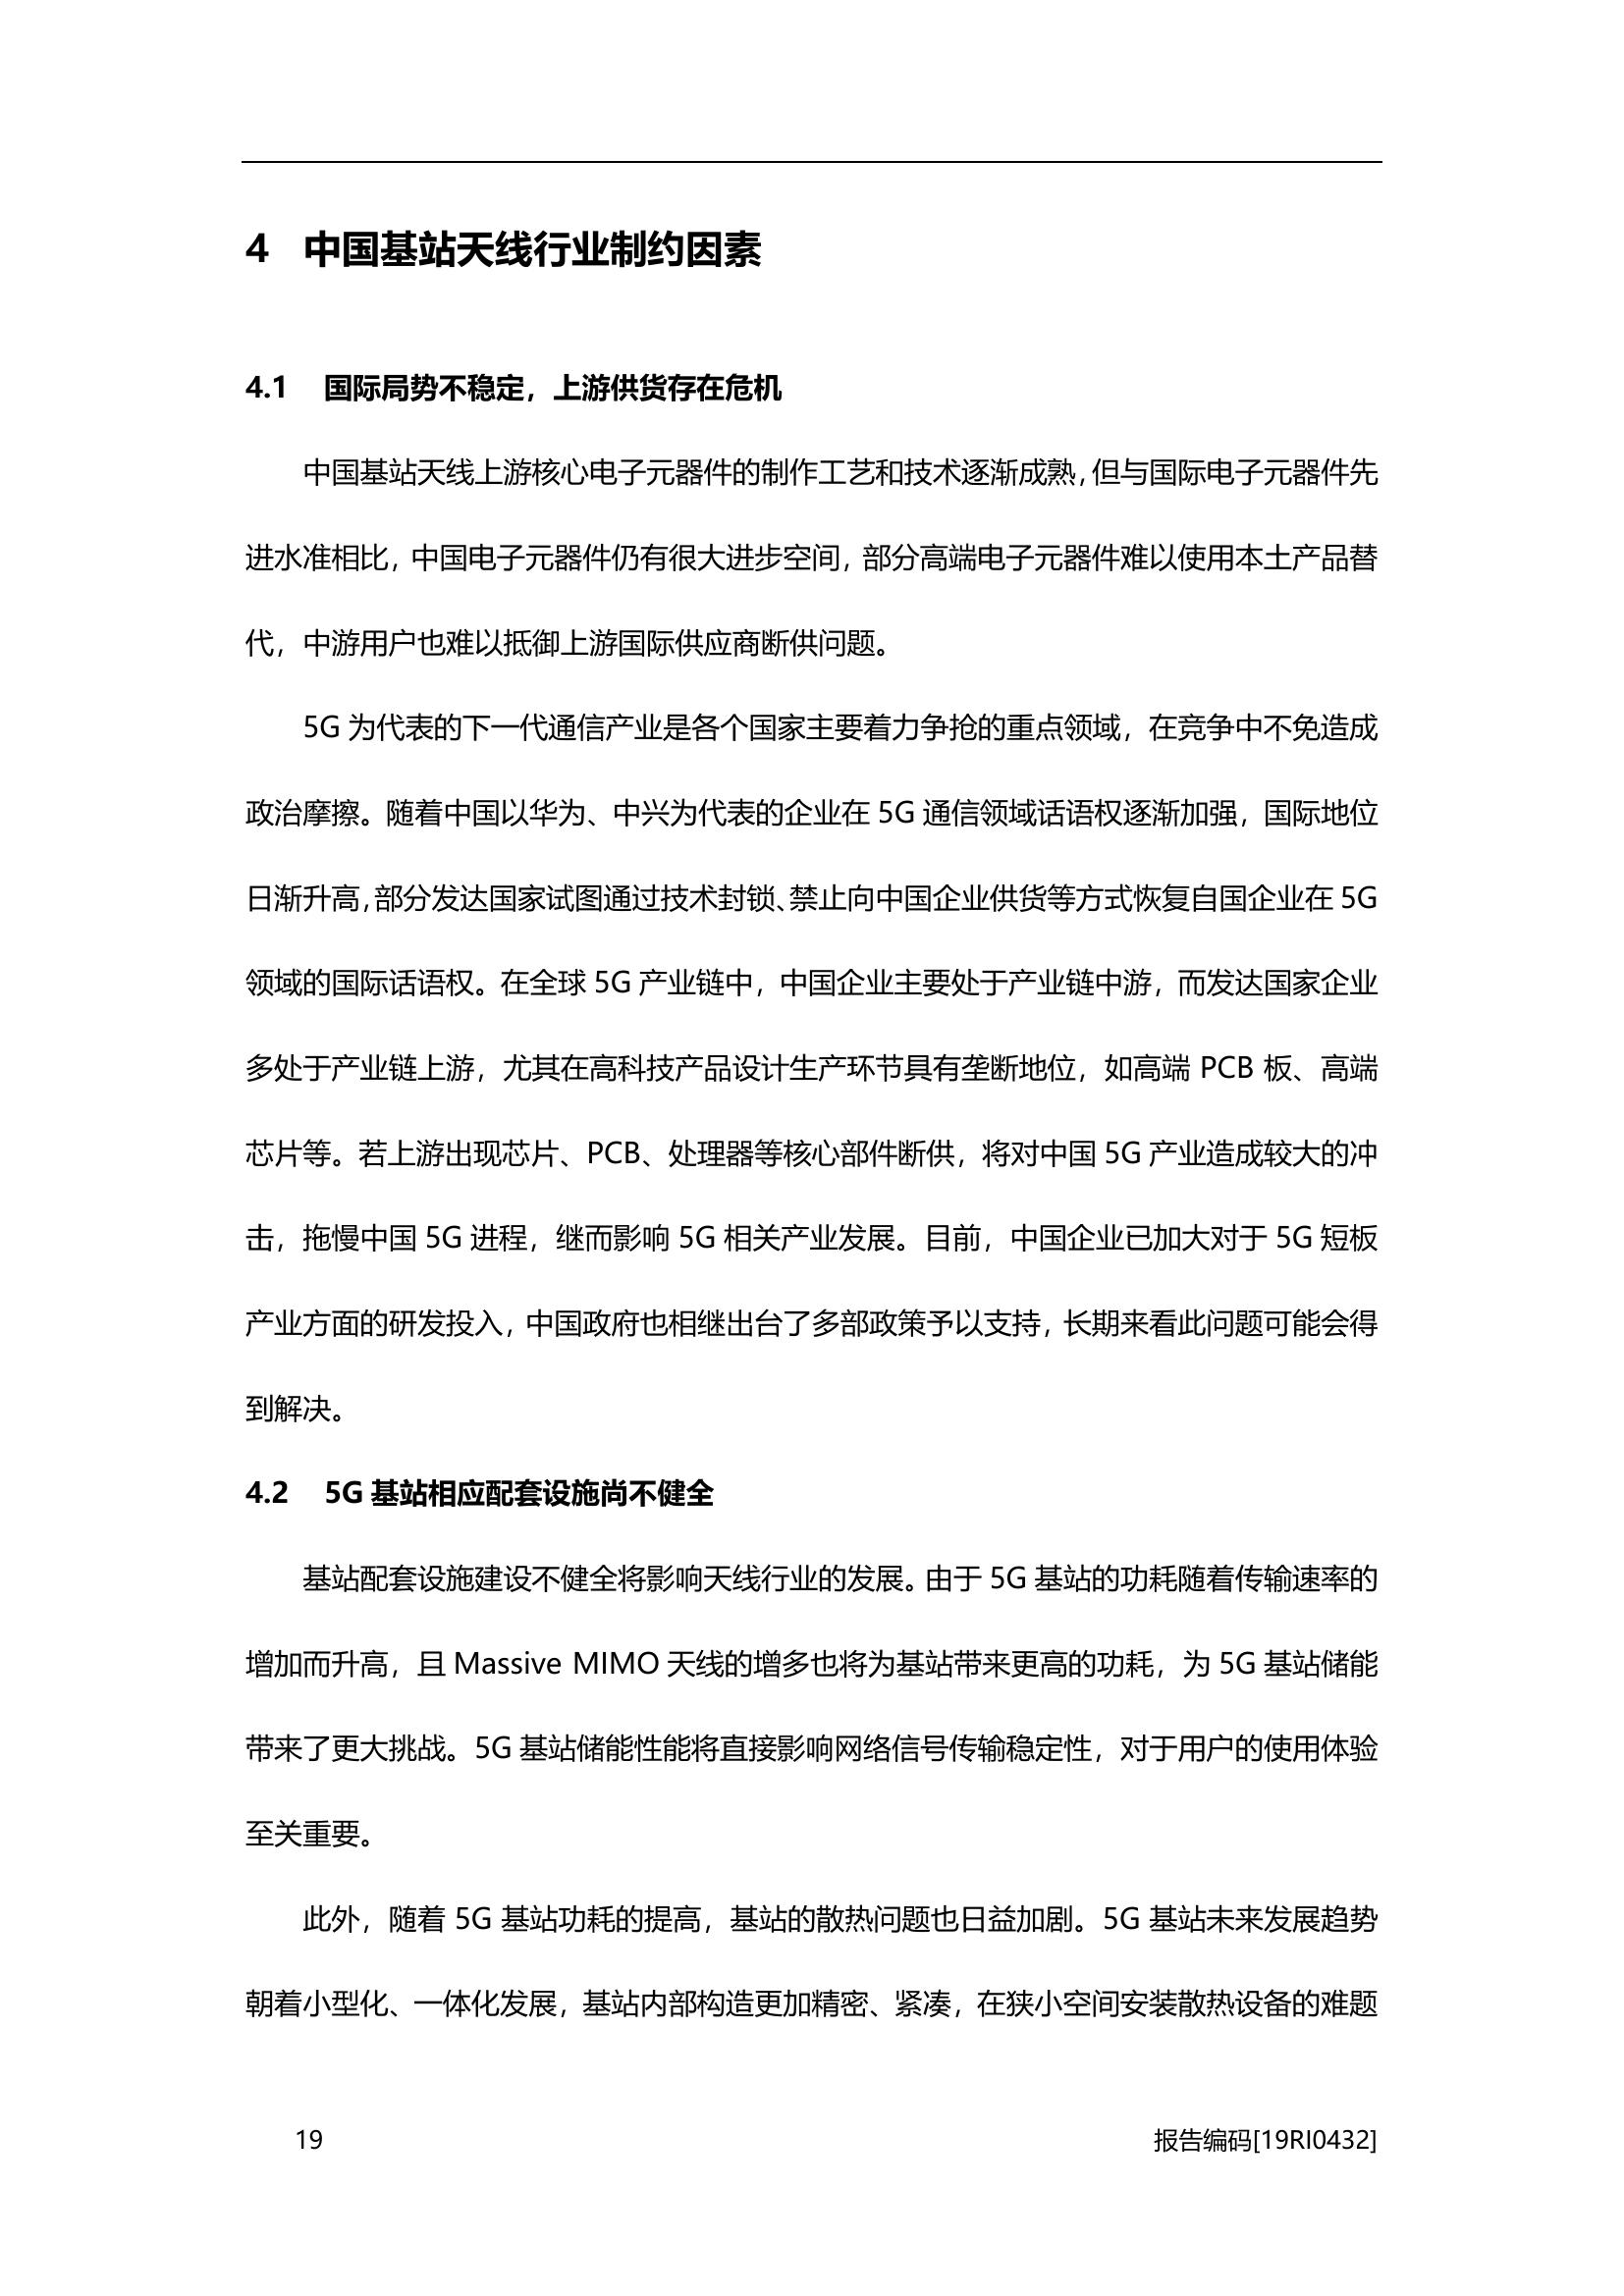 4 中国基站天线行业制约因素
4.1 国际局势不稳定，上游供货存在危机
中国基站天线上游核心电子元器件的制作工艺和技术逐渐成熟，但与国际电子元器件先
进水准相比，中国电子元器件仍有很大进步空间，部分高端电子元器件难以使用本土产品替
代，中游用户也难以抵御上游国际供应商断供问题。
5G 为代表的下一代通信产业是各个国家主要着力争抢的重点领域，在竞争中不免造成
政治摩擦。随着中国以华为、中兴为代表的企业在 5G 通信领域话语权逐渐加强，国际地位
日渐升高，部分发达国家试图通过技术封锁、禁止向中国企业供货等方式恢复自国企业在 5G
领域的国际话语权。在全球 5G 产业链中，中国企业主要处于产业链中游，而发达国家企业
多处于产业链上游，尤其在高科技产品设计生产环节具有垄断地位，如高端 PCB 板、高端
芯片等。若上游出现芯片、PCB、处理器等核心部件断供，将对中国 5G 产业造成较大的冲
击，拖慢中国 5G 进程，继而影响 5G 相关产业发展。目前，中国企业已加大对于 5G 短板
产业方面的研发投入，中国政府也相继出台了多部政策予以支持，长期来看此问题可能会得
到解决。
4.2 5G 基站相应配套设施尚不健全
基站配套设施建设不健全将影响天线行业的发展。由于 5G 基站的功耗随着传输速率的
增加而升高，且 Massive MIMO 天线的增多也将为基站带来更高的功耗，为 5G 基站储能
带来了更大挑战。5G 基站储能性能将直接影响网络信号传输稳定性，对于用户的使用体验
至关重要。
此外，随着 5G 基站功耗的提高，基站的散热问题也日益加剧。5G 基站未来发展趋势
朝着小型化、一体化发展，基站内部构造更加精密、紧凑，在狭小空间安装散热设备的难题
19 报告编码[19RI0432]